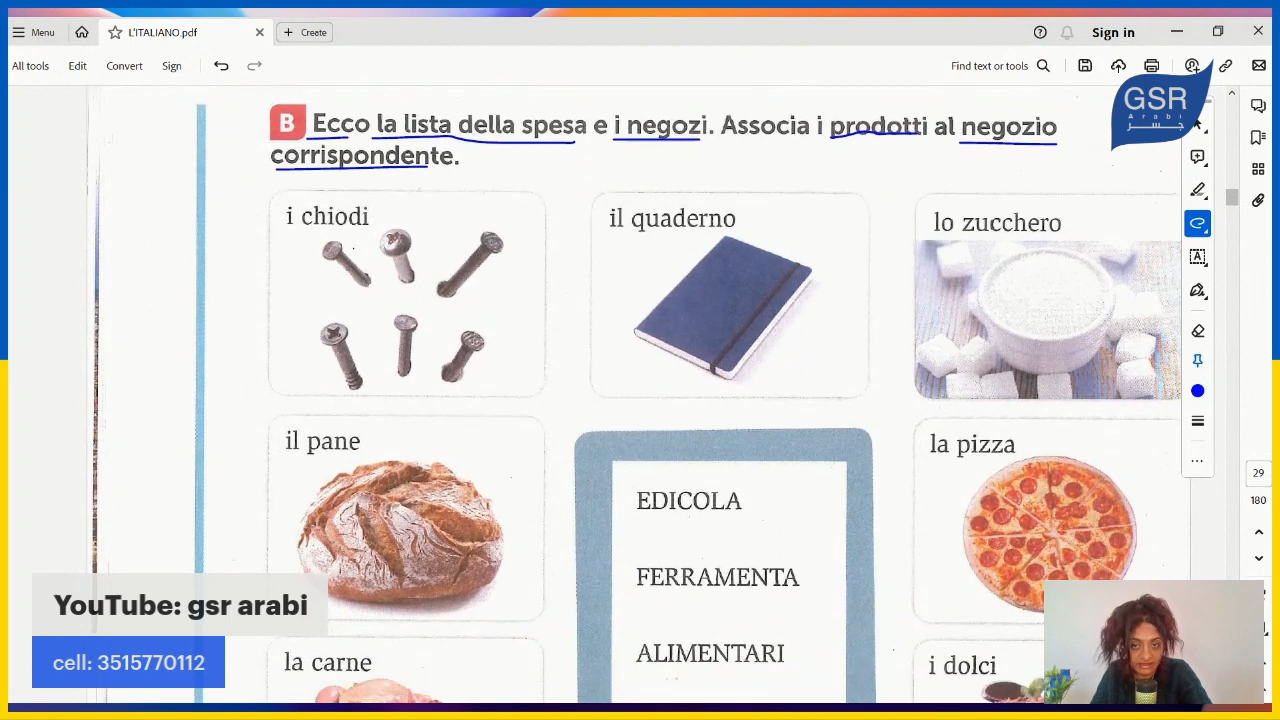 Menu
L'ITALIANO.pdf
Create
Sign in
All tools
Edit
Convert
Sign
Find text or tools
GSR
Arabi
جسر
B Ecco la lista della spesa e i negozi. Associa i prodotti al negozio
corrispondente.
i chiodi
il quaderno
lo zucchero
il pane
la pizza
EDICOLA
FERRAMENTA
ALIMENTARI
la carne
i dolci
29
180
YouTube: gsr arabi
cell: 3515770112